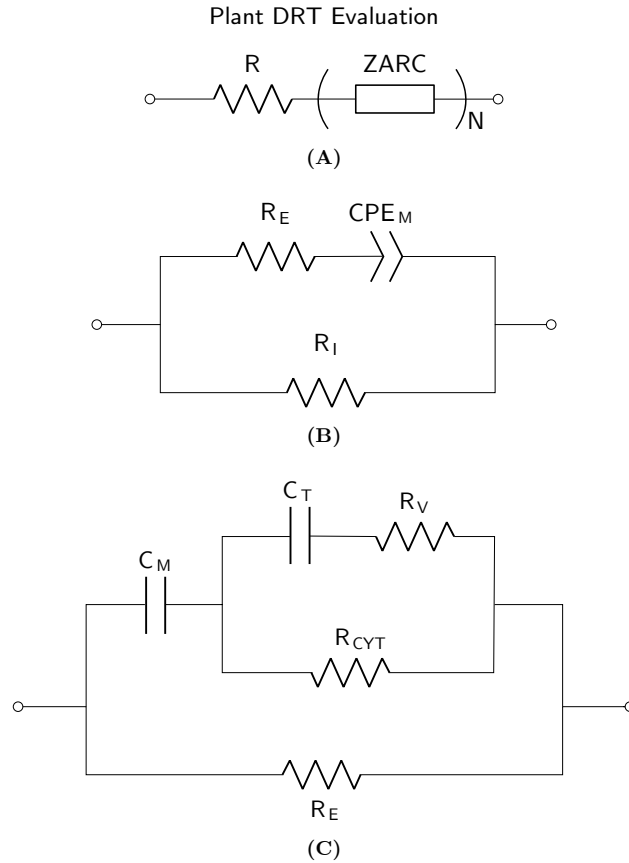 Plant DRT Evaluation
R ZARC
N
(A)
R_E CPE_M
R_I
(B)
C_T R_V
C_M
R_CYT
R_E
(C)